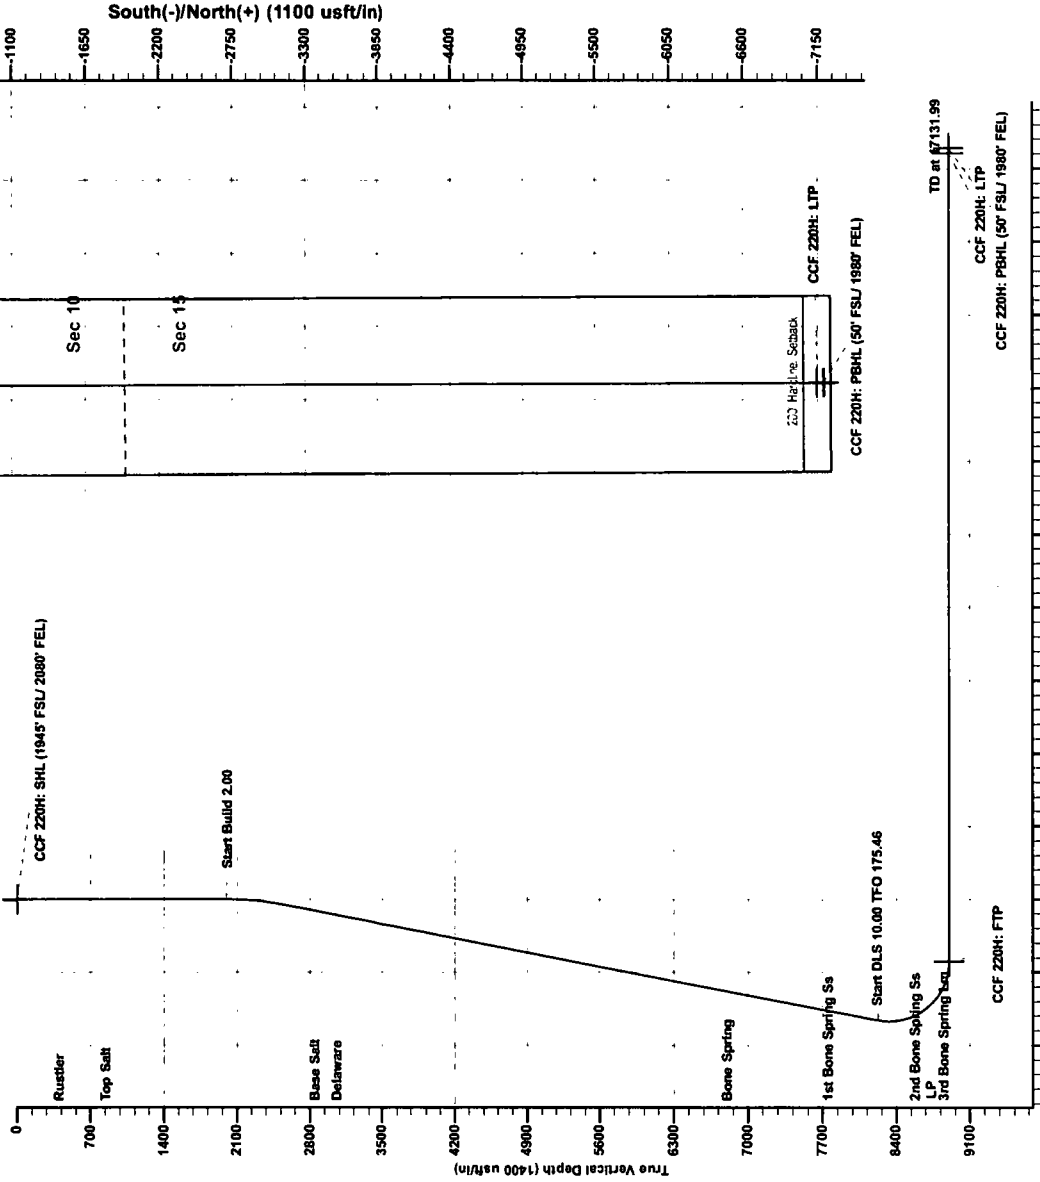 South(-)/North(+) (1100 usft/in)
-1100
-1650
-2200
-2750
-3300
-3850
-4400
-4950
-5500
-6050
-6600
-7150
Sec 10
Sec 15
Setback
CCF 220H: LTP
CCF 220H: PBHL (50' FSL/ 1980' FEL)
CCF 220H: SHL (1945' FSL/ 2080' FEL)
Start Build 2.00
Start DLS 10.00 TFO 175.46
TD at 17131.99
CCF 220H: LTP
CCF 220H: PBHL (50' FSL/ 1980' FEL)
CCF 220H: FTP
Rustler
Top Salt
Base Salt
Delaware
Bone Spring
1st Bone Spring Ss
2nd Bone Spring Ss
LP
3rd Bone Spring Lm
0
700
1400
2100
2800
3500
4200
4900
5600
6300
7000
7700
8400
9100
True Vertical Depth (1400 usft/in)